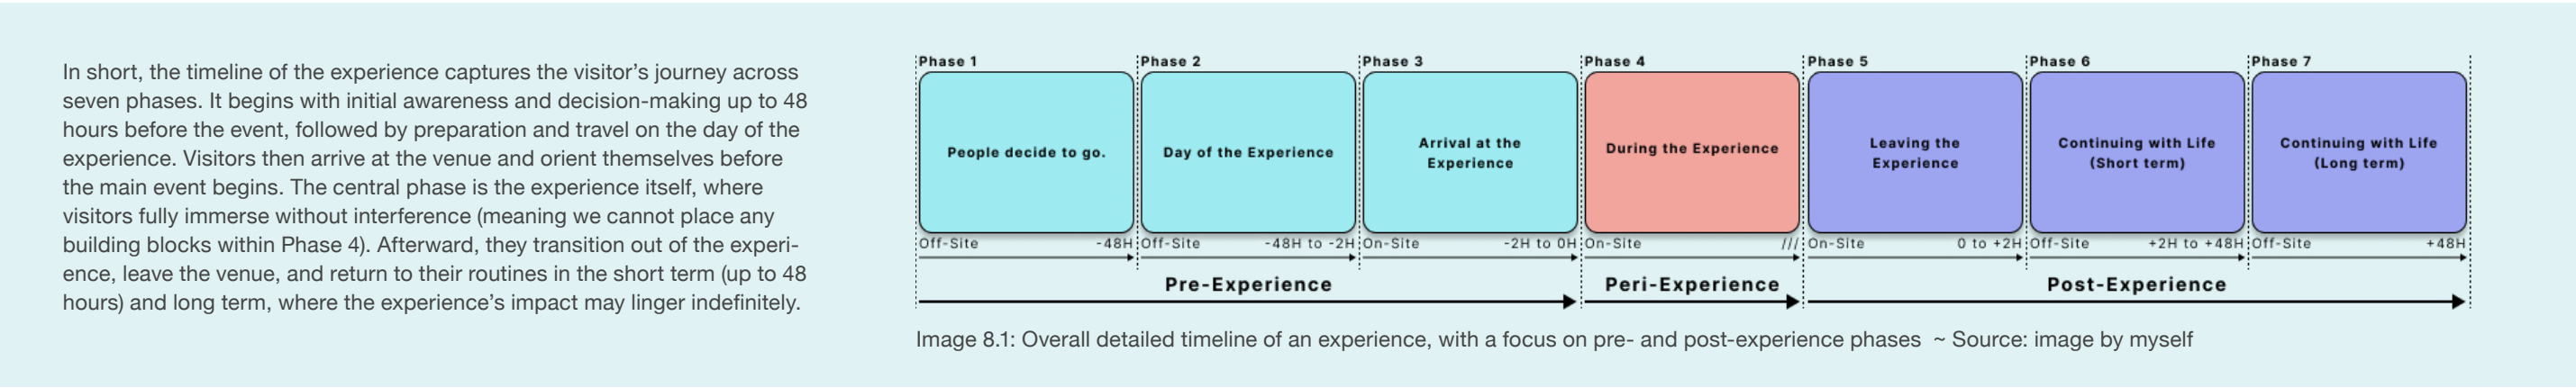 In short, the timeline of the experience captures the visitor's journey across
seven phases. It begins with initial awareness and decision-making up to 48
hours before the event, followed by preparation and travel on the day of the
experience. Visitors then arrive at the venue and orient themselves before
the main event begins. The central phase is the experience itself, where
visitors fully immerse without interference (meaning we cannot place any
building blocks within Phase 4). Afterward, they transition out of the experi-
ence, leave the venue, and return to their routines in the short term (up to 48
hours) and long term, where the experience's impact may linger indefinitely.
Phase 1
People decide to go.
Off-Site -48H
Phase 2
Day of the Experience
Off-Site -48H to -2H
Phase 3
Arrival at the
Experience
On-Site -2H to 0H
Phase 4
During the Experience
On-Site ///
Phase 5
Leaving the
Experience
On-Site 0 to +2H
Phase 6
Continuing with Life
(Short term)
Off-Site +2H to +48H
Phase 7
Continuing with Life
(Long term)
Off-Site +48H
Pre-Experience
Peri-Experience
Post-Experience
Image 8.1: Overall detailed timeline of an experience, with a focus on pre- and post-experience phases ~ Source: image by myself